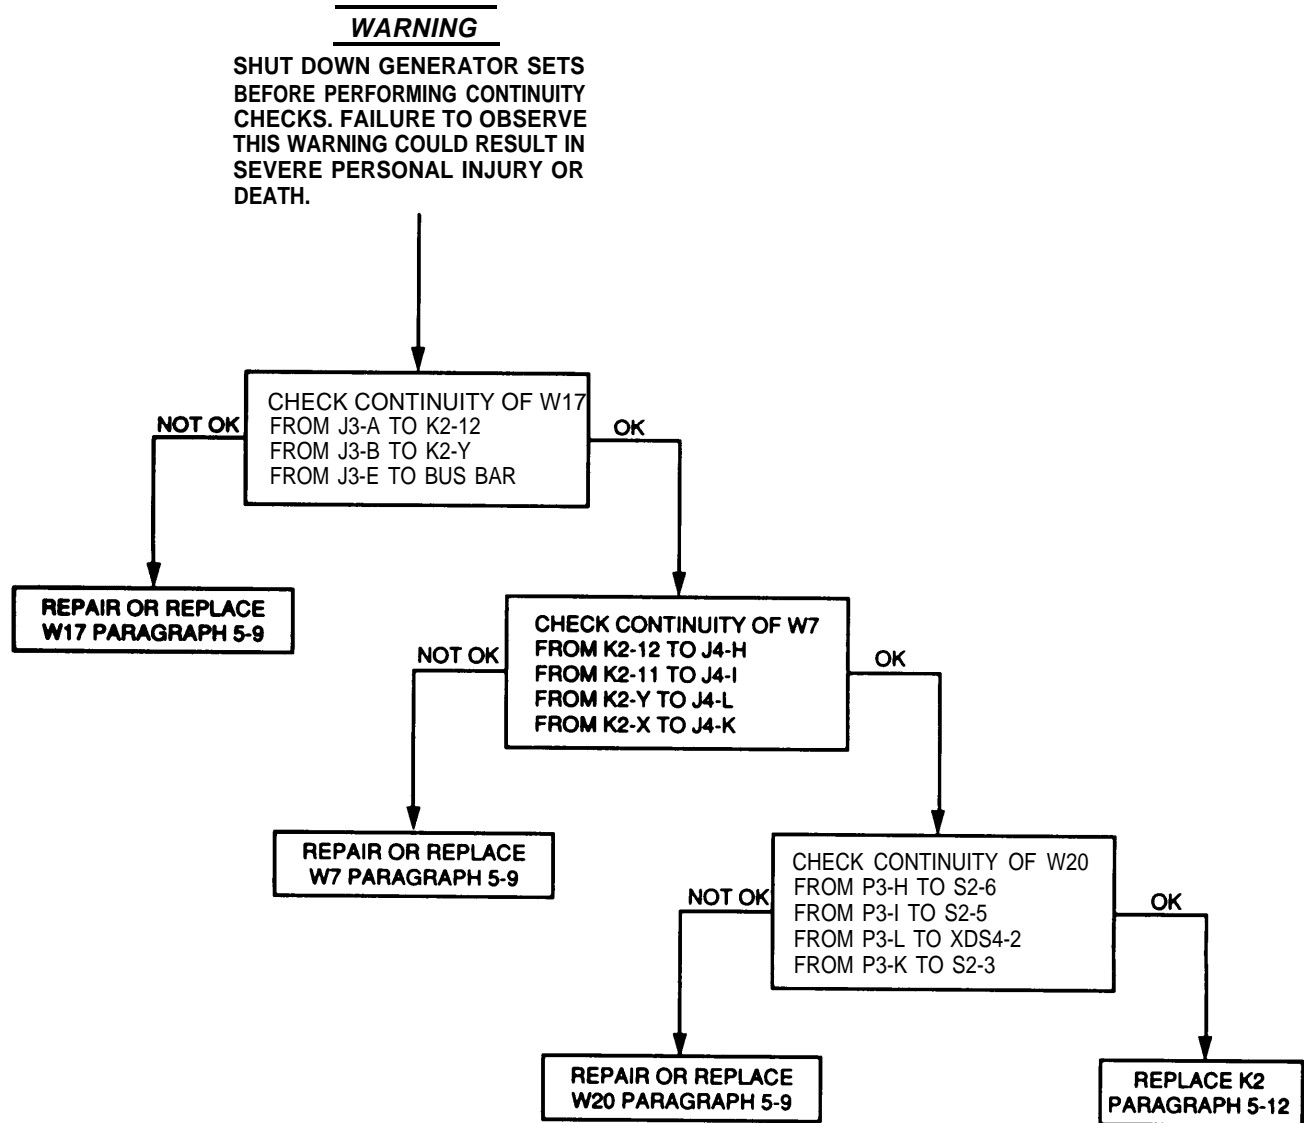 WARNING
SHUT DOWN GENERATOR SETS
BEFORE PERFORMING CONTINUITY
CHECKS. FAILURE TO OBSERVE
THIS WARNING COULD RESULT IN
SEVERE PERSONAL INJURY OR
DEATH.
CHECK CONTINUITY OF W17
FROM J3-A TO K2-12
FROM J3-B TO K2-Y
FROM J3-E TO BUS BAR
NOT OK
OK
REPAIR OR REPLACE
W17 PARAGRAPH 5-9
CHECK CONTINUITY OF W7
FROM K2-12 TO J4-H
FROM K2-11 TO J4-I
FROM K2-Y TO J4-L
FROM K2-X TO J4-K
NOT OK
OK
REPAIR OR REPLACE
W7 PARAGRAPH 5-9
CHECK CONTINUITY OF W20
FROM P3-H TO S2-6
FROM P3-I TO S2-5
FROM P3-L TO XDS4-2
FROM P3-K TO S2-3
NOT OK
OK
REPAIR OR REPLACE
W20 PARAGRAPH 5-9
REPLACE K2
PARAGRAPH 5-12